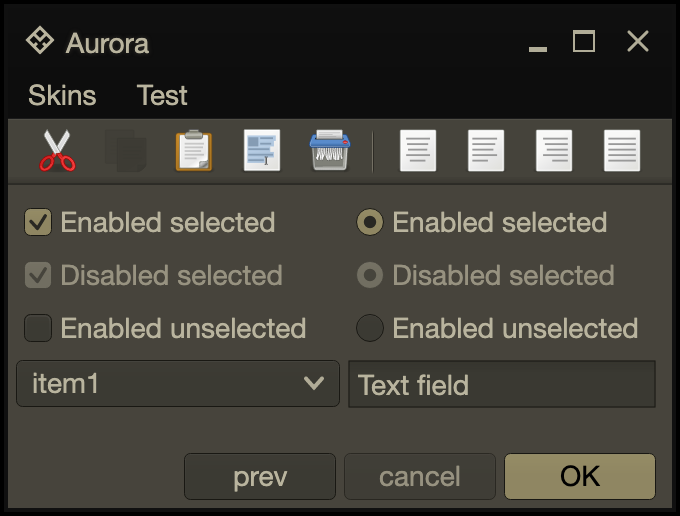 Aurora
Skins Test
Enabled selected Enabled selected
Disabled selected Disabled selected
Enabled unselected Enabled unselected
item1 Text field
prev cancel OK